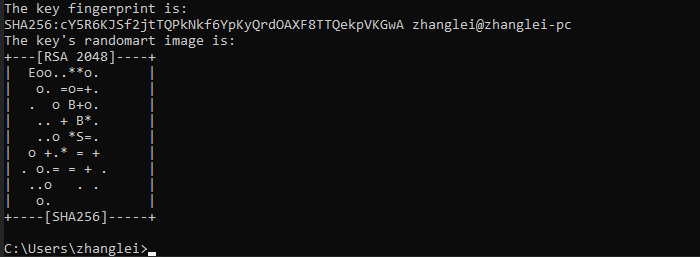 The key fingerprint is:
SHA256:cY5R6KJSf2jtTQPkNkf6YpKyQrdOAXF8TTQekpVKGwA zhanglei@zhanglei-pc
The key's randomart image is:
+---[RSA 2048]----+
|  Eoo..**o.      |
|   o. =o=+.      |
|  .  o B+o.      |
|   .. + B*.      |
|   ..o *S=.      |
|  o +.* = +      |
| . o.= = + .     |
|  ..o   . .      |
|   o.            |
+----[SHA256]-----+
C:\Users\zhanglei>